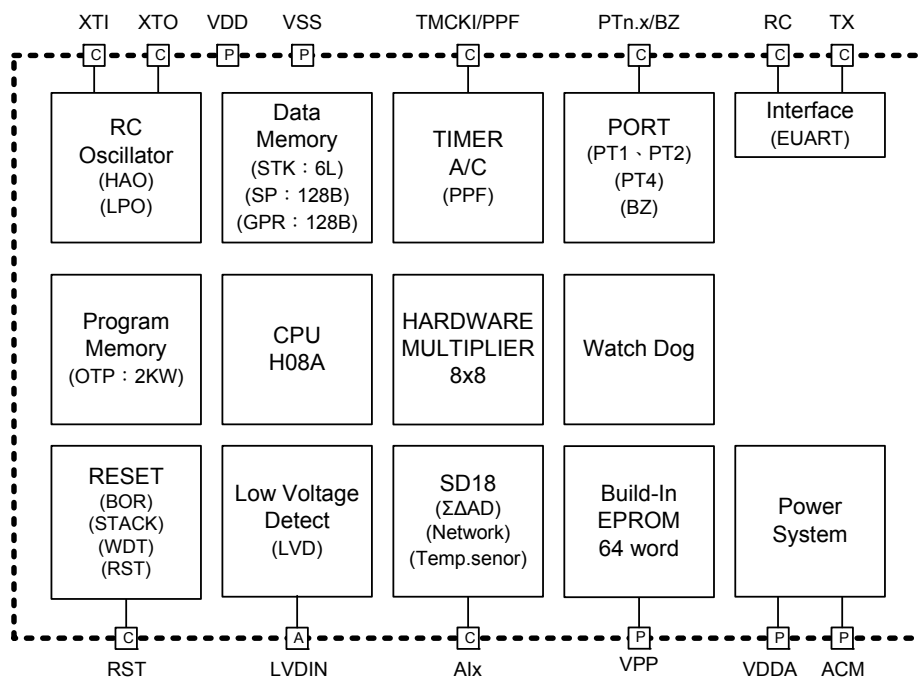 XTI XTO VDD VSS TMCKI/PPF PTn.x/BZ RC TX
C C P P C C C C
RC
Oscillator
(HAO)
(LPO)
Data
Memory
(STK：6L)
(SP：128B)
(GPR：128B)
TIMER
A/C
(PPF)
PORT
(PT1、PT2)
(PT4)
(BZ)
Interface
(EUART)
Program
Memory
(OTP：2KW)
CPU
H08A
HARDWARE
MULTIPLIER
8x8
Watch Dog
RESET
(BOR)
(STACK)
(WDT)
(RST)
Low Voltage
Detect
(LVD)
SD18
(ΣΔAD)
(Network)
(Temp.senor)
Build-In
EPROM
64 word
Power
System
C A C P P P
RST LVDIN AIx VPP VDDA ACM